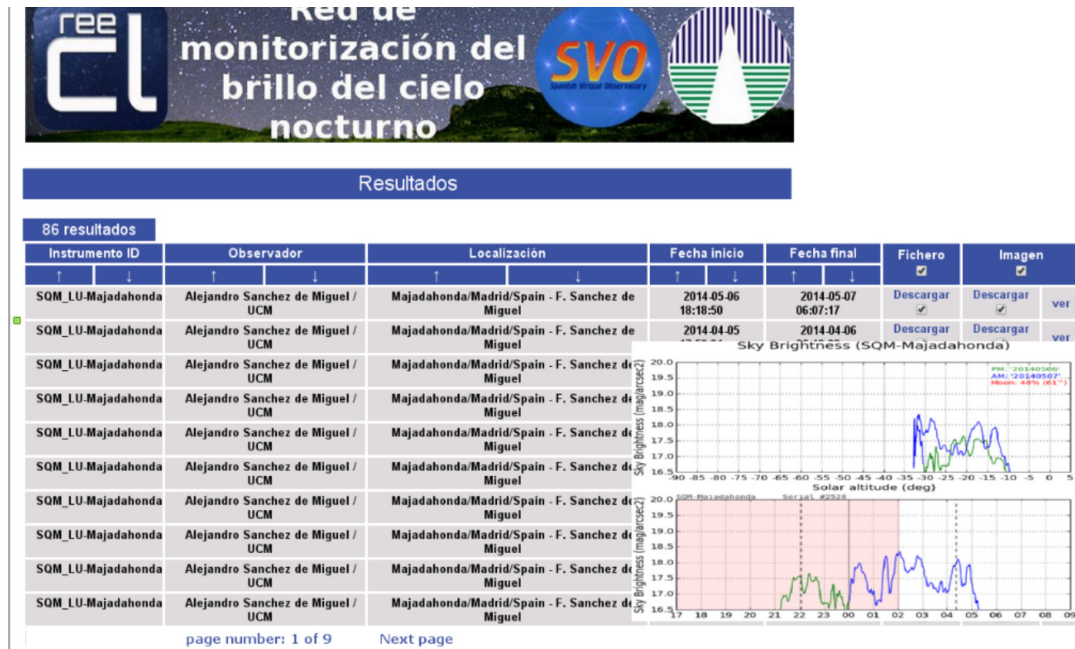 ree
CL
Red de
monitorización del
brillo del cielo
nocturno
SVO
Spanish Virtual Observatory
Resultados
86 resultados
Instrumento ID Observador Localización Fecha inicio Fecha final Fichero Imagen
↑ ↓ ↑ ↓ ↑ ↓ ↑ ↓ ↑ ↓
SQM_LU-Majadahonda Alejandro Sanchez de Miguel / Majadahonda/Madrid/Spain - F. Sanchez de 2014-05-06 2014-05-07 Descargar Descargar ver
UCM Miguel 18:18:50 06:07:17
SQM_LU-Majadahonda Alejandro Sanchez de Miguel / Majadahonda/Madrid/Spain - F. Sanchez de 2014-04-05 2014-04-06 Descargar Descargar ver
UCM Miguel
SQM_LU-Majadahonda Alejandro Sanchez de Miguel / Majadahonda/Madrid/Spain - F. Sanchez de
UCM Miguel
SQM_LU-Majadahonda Alejandro Sanchez de Miguel / Majadahonda/Madrid/Spain - F. Sanchez de
UCM Miguel
SQM_LU-Majadahonda Alejandro Sanchez de Miguel / Majadahonda/Madrid/Spain - F. Sanchez de
UCM Miguel
SQM_LU-Majadahonda Alejandro Sanchez de Miguel / Majadahonda/Madrid/Spain - F. Sanchez de
UCM Miguel
SQM_LU-Majadahonda Alejandro Sanchez de Miguel / Majadahonda/Madrid/Spain - F. Sanchez de
UCM Miguel
SQM_LU-Majadahonda Alejandro Sanchez de Miguel / Majadahonda/Madrid/Spain - F. Sanchez de
UCM Miguel
SQM_LU-Majadahonda Alejandro Sanchez de Miguel / Majadahonda/Madrid/Spain - F. Sanchez de
UCM Miguel
SQM_LU-Majadahonda Alejandro Sanchez de Miguel / Majadahonda/Madrid/Spain - F. Sanchez de
UCM Miguel
Sky Brightness (SQM-Majadahonda)
Sky Brightness (mag/arcsec2)
20.0
19.5
19.0
18.5
18.0
17.5
17.0
16.5
PM: '20140506'
AM: '20140507'
Moon: 48% (61°)
-90 -85 -80 -75 -70 -65 -60 -55 -50 -45 -40 -35 -30 -25 -20 -15 -10 -5 0 5
Solar altitude (deg)
SQM-Majadahonda Serial #2528
Sky Brightness (mag/arcsec2)
20.0
19.5
19.0
18.5
18.0
17.5
17.0
16.5
17 18 19 20 21 22 23 00 01 02 03 04 05 06 07 08 09
page number: 1 of 9 Next page